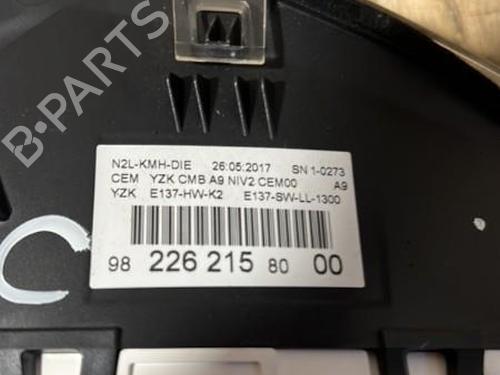 B-PARTS
N2L-KMH-DIE 26:05:2017 SN 1-0273
CEM YZK CMB A9 NIV2 CEM00 A9
YZK E137-HW-K2 E137-SW-LL-1300
98 226 215 80 00
C